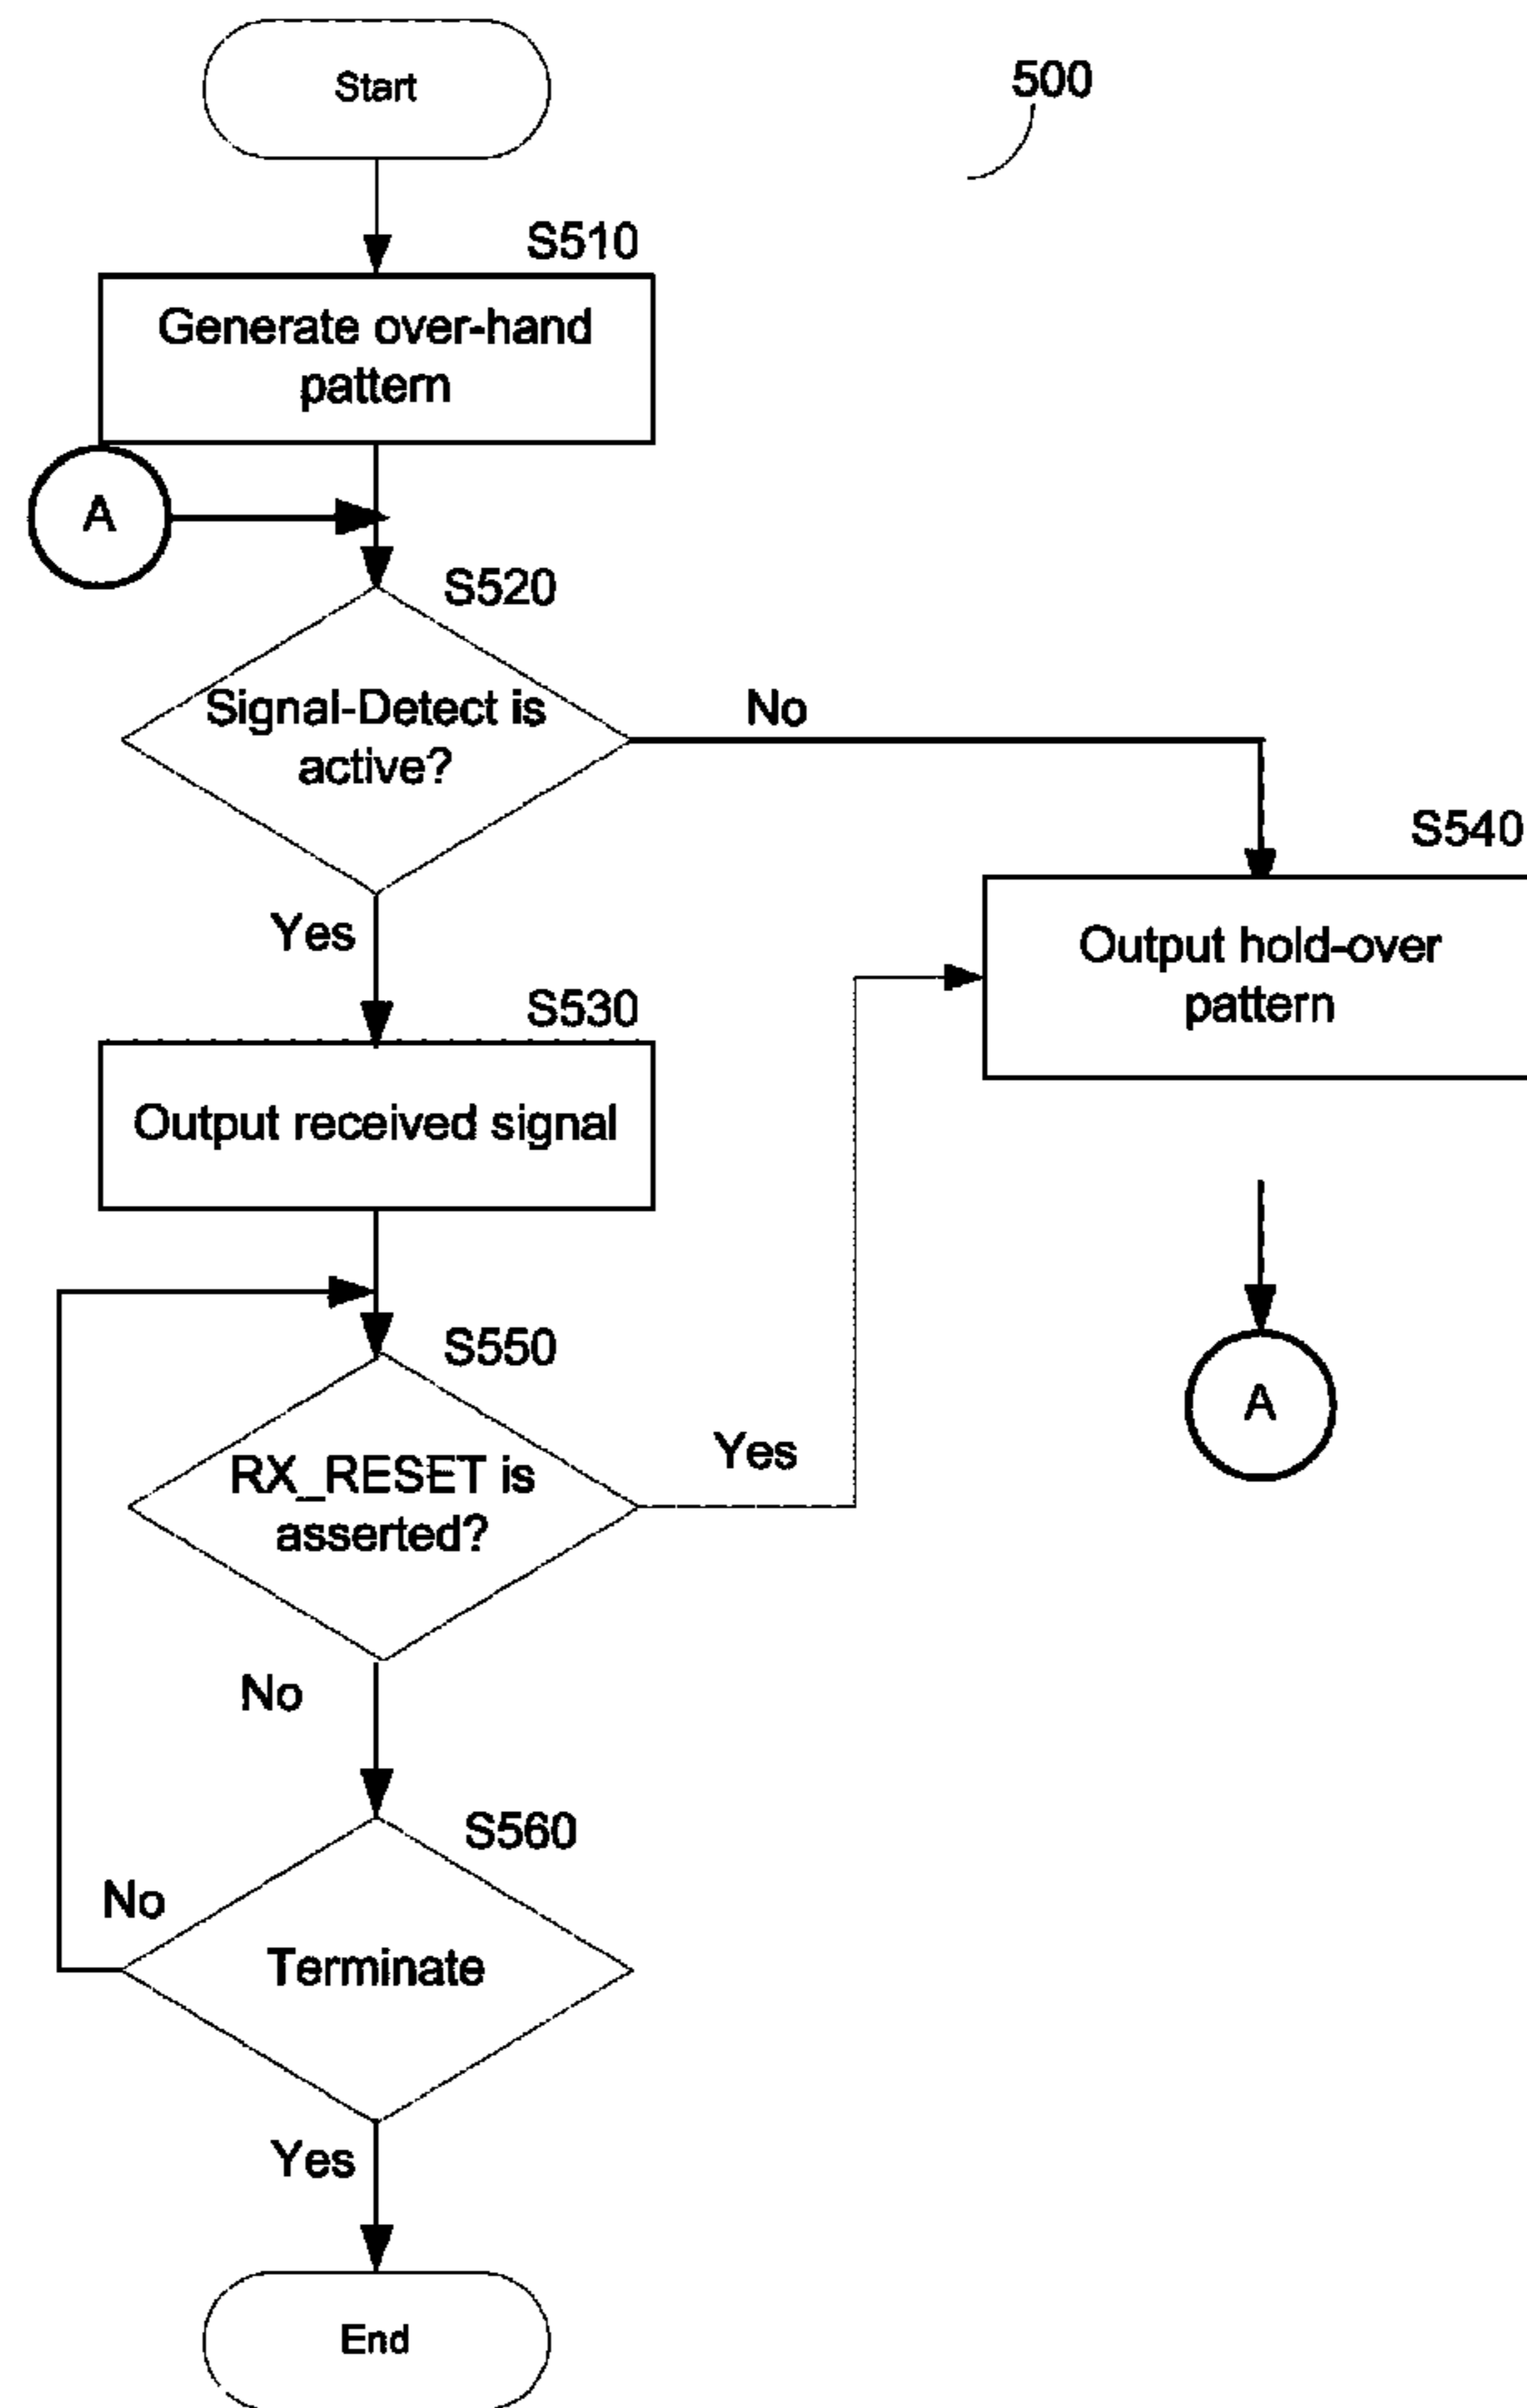 Start
500
S510
Generate over-hand
pattern
A
S520
Signal-Detect is
active?
No
S540
Yes
Output hold-over
pattern
S530
Output received signal
S550
A
Yes
RX_RESET is
asserted?
No
S560
No
Terminate
Yes
End